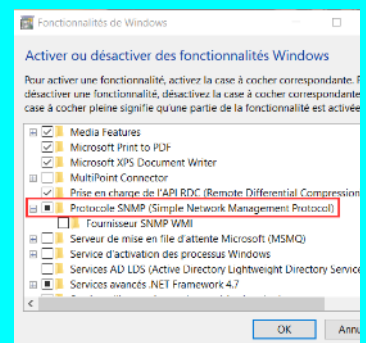 Fonctionnalités de Windows
Activer ou désactiver des fonctionnalités Windows
Pour activer une fonctionnalité, activez la case à cocher correspondante.
désactiver une fonctionnalité, désactivez la case à cocher correspondante
case à cocher pleine signifie qu'une partie de la fonctionnalité est activée
Media Features
Microsoft Print to PDF
Microsoft XPS Document Writer
MultiPoint Connector
Prise en charge de l'API RDC (Remote Differential Compression
Protocole SNMP (Simple Network Management Protocol)
Fournisseur SNMP WMI
Serveur de mise en file d'attente Microsoft (MSMQ)
Service d'activation des processus Windows
Services AD LDS (Active Directory Lightweight Directory Service
Services avancés .NET Framework 4.7
OK Annu